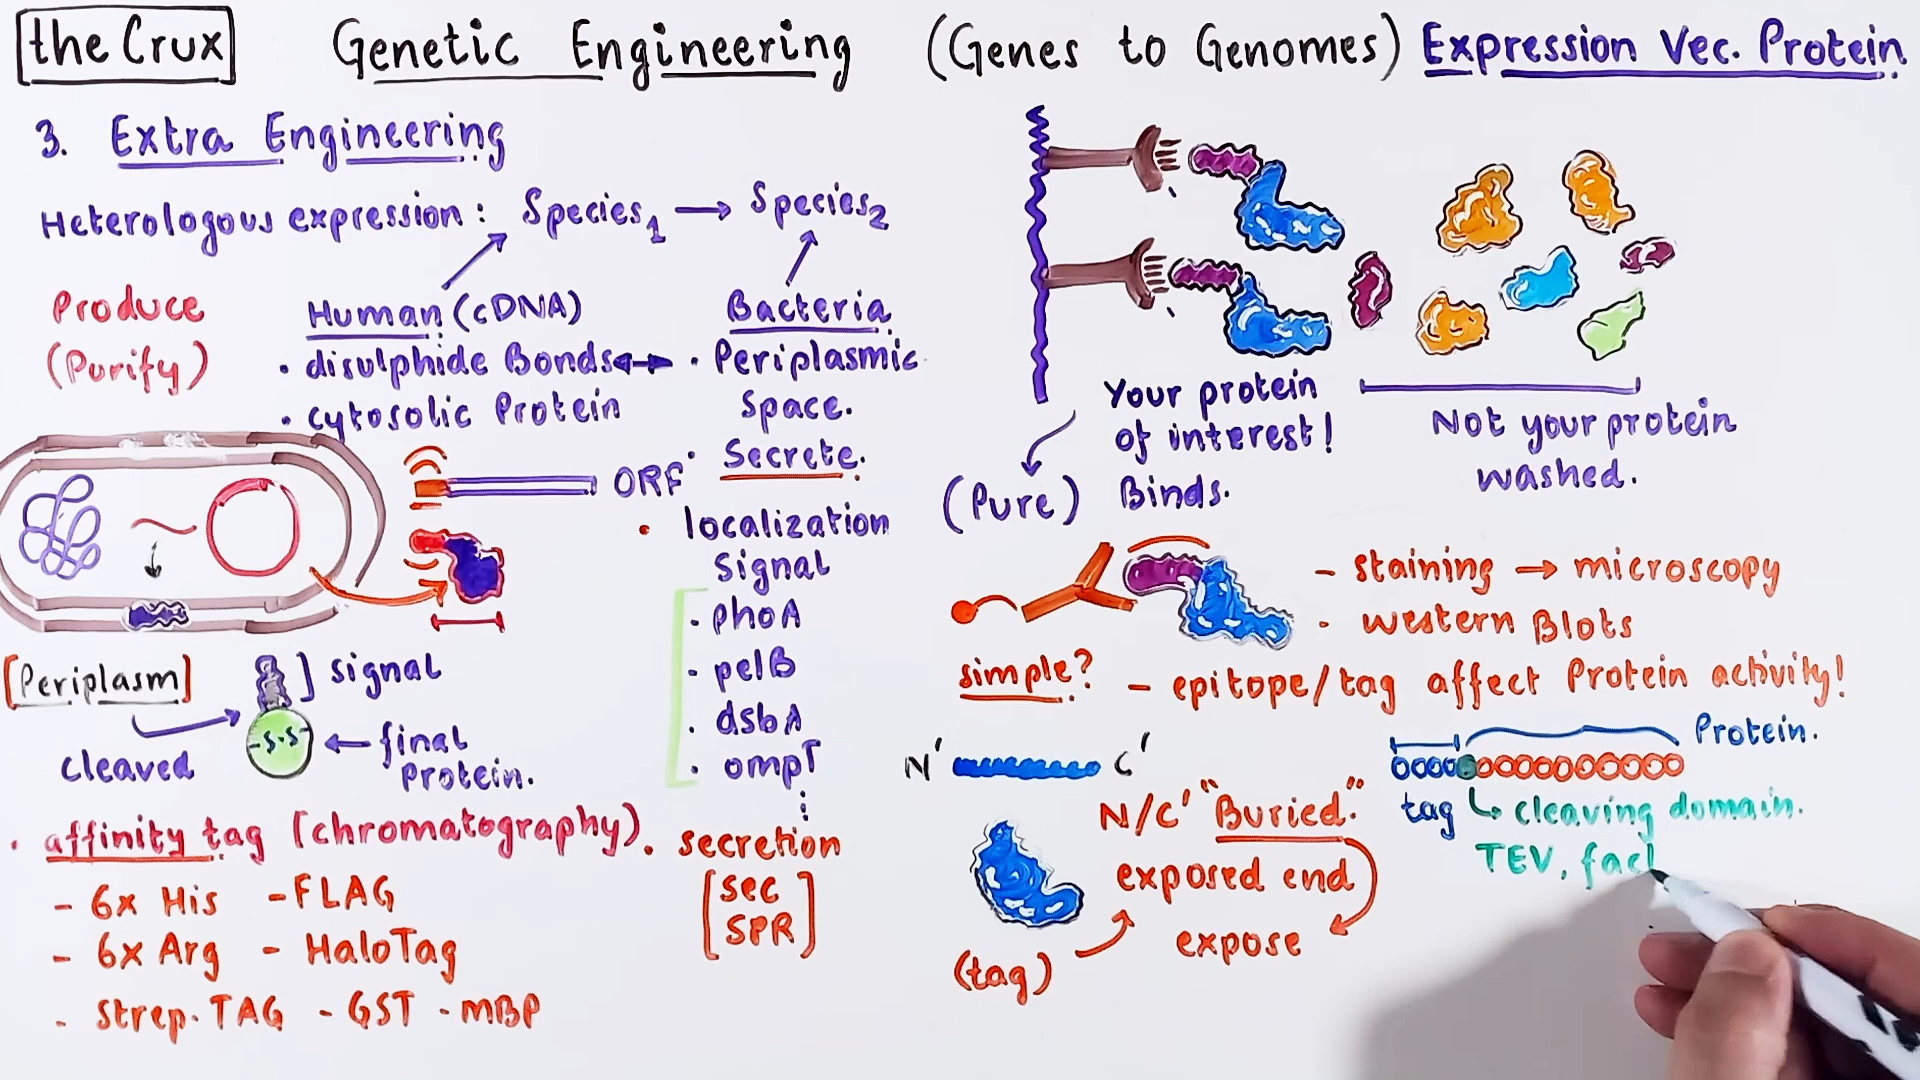 the Crux
Genetic Engineering (Genes to Genomes) Expression Vec. Protein.
3. Extra Engineering
Heterologous expression: Species1 → Species2
Produce
(Purify)
Human (cDNA)
• disulphide Bonds ↔
• cytosolic Protein
Bacteria
• Periplasmic
Space.
• Secrete.
ORF
• localization
Signal
• phoA
• pelB
• dsbA
• ompT
⋮
• secretion
[SEC
SPR]
[Periplasm]
cleaved
] signal
-S-S-
← final
protein.
• affinity tag (chromatography).
- 6x His - FLAG
- 6x Arg - HaloTag
- Strep-TAG - GST - MBP
Your protein
of interest!
Binds.
(Pure)
Not your protein
washed.
- staining → microscopy
• western Blots
simple? - epitope/tag affect Protein activity!
N' C'
N/C' "Buried."
exposed end
expose
(tag)
Protein.
tag ↳ cleaving domain.
TEV, fact